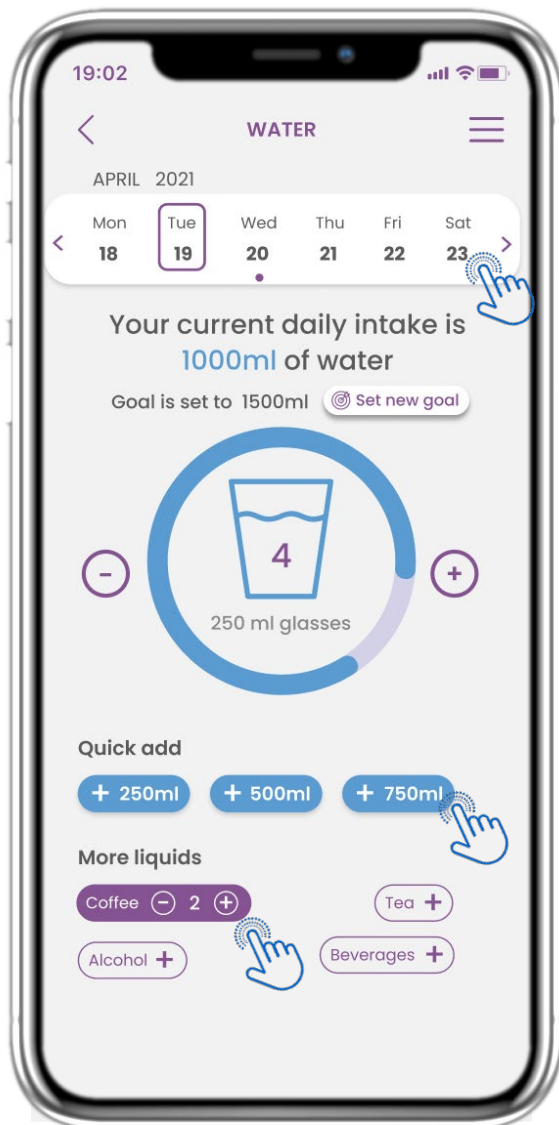 19:02
WATER
APRIL 2021
Mon Tue Wed Thu Fri Sat
18 19 20 21 22 23
Your current daily intake is
1000ml of water
Goal is set to 1500ml Set new goal
4
- +
250 ml glasses
Quick add
+ 250ml + 500ml + 750ml
More liquids
Coffee - 2 + Tea +
Alcohol + Beverages +